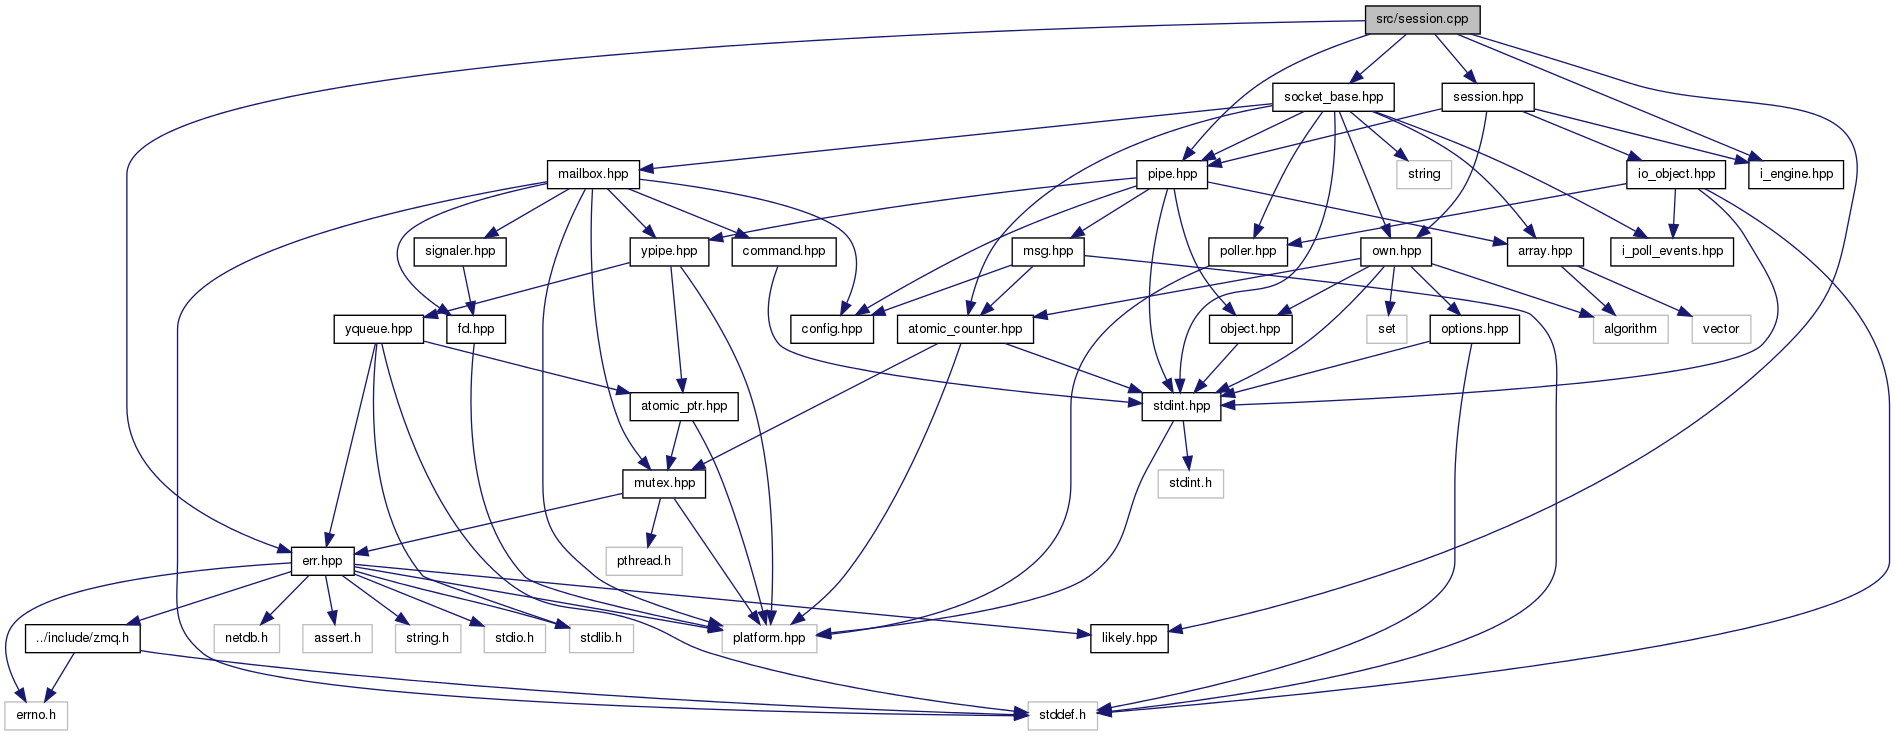 src/session.cpp
socket_base.hpp
session.hpp
mailbox.hpp
pipe.hpp
string
io_object.hpp
i_engine.hpp
signaler.hpp
ypipe.hpp
command.hpp
msg.hpp
poller.hpp
own.hpp
array.hpp
i_poll_events.hpp
yqueue.hpp
fd.hpp
config.hpp
atomic_counter.hpp
object.hpp
set
options.hpp
algorithm
vector
atomic_ptr.hpp
stdint.hpp
mutex.hpp
stdint.h
err.hpp
pthread.h
../include/zmq.h
netdb.h
assert.h
string.h
stdio.h
stdlib.h
platform.hpp
likely.hpp
errno.h
stddef.h